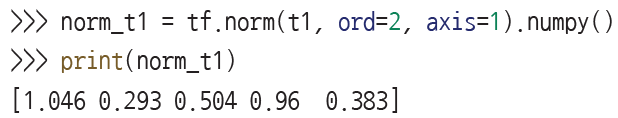 >>> norm_t1 = tf.norm(t1, ord=2, axis=1).numpy()
>>> print(norm_t1)
[1.046 0.293 0.504 0.96  0.383]